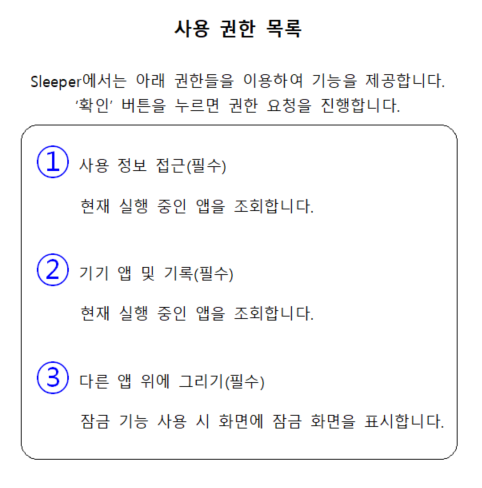 사용 권한 목록
Sleeper에서는 아래 권한들을 이용하여 기능을 제공합니다.
‘확인’ 버튼을 누르면 권한 요청을 진행합니다.
① 사용 정보 접근(필수)
현재 실행 중인 앱을 조회합니다.
② 기기 앱 및 기록(필수)
현재 실행 중인 앱을 조회합니다.
③ 다른 앱 위에 그리기(필수)
잠금 기능 사용 시 화면에 잠금 화면을 표시합니다.